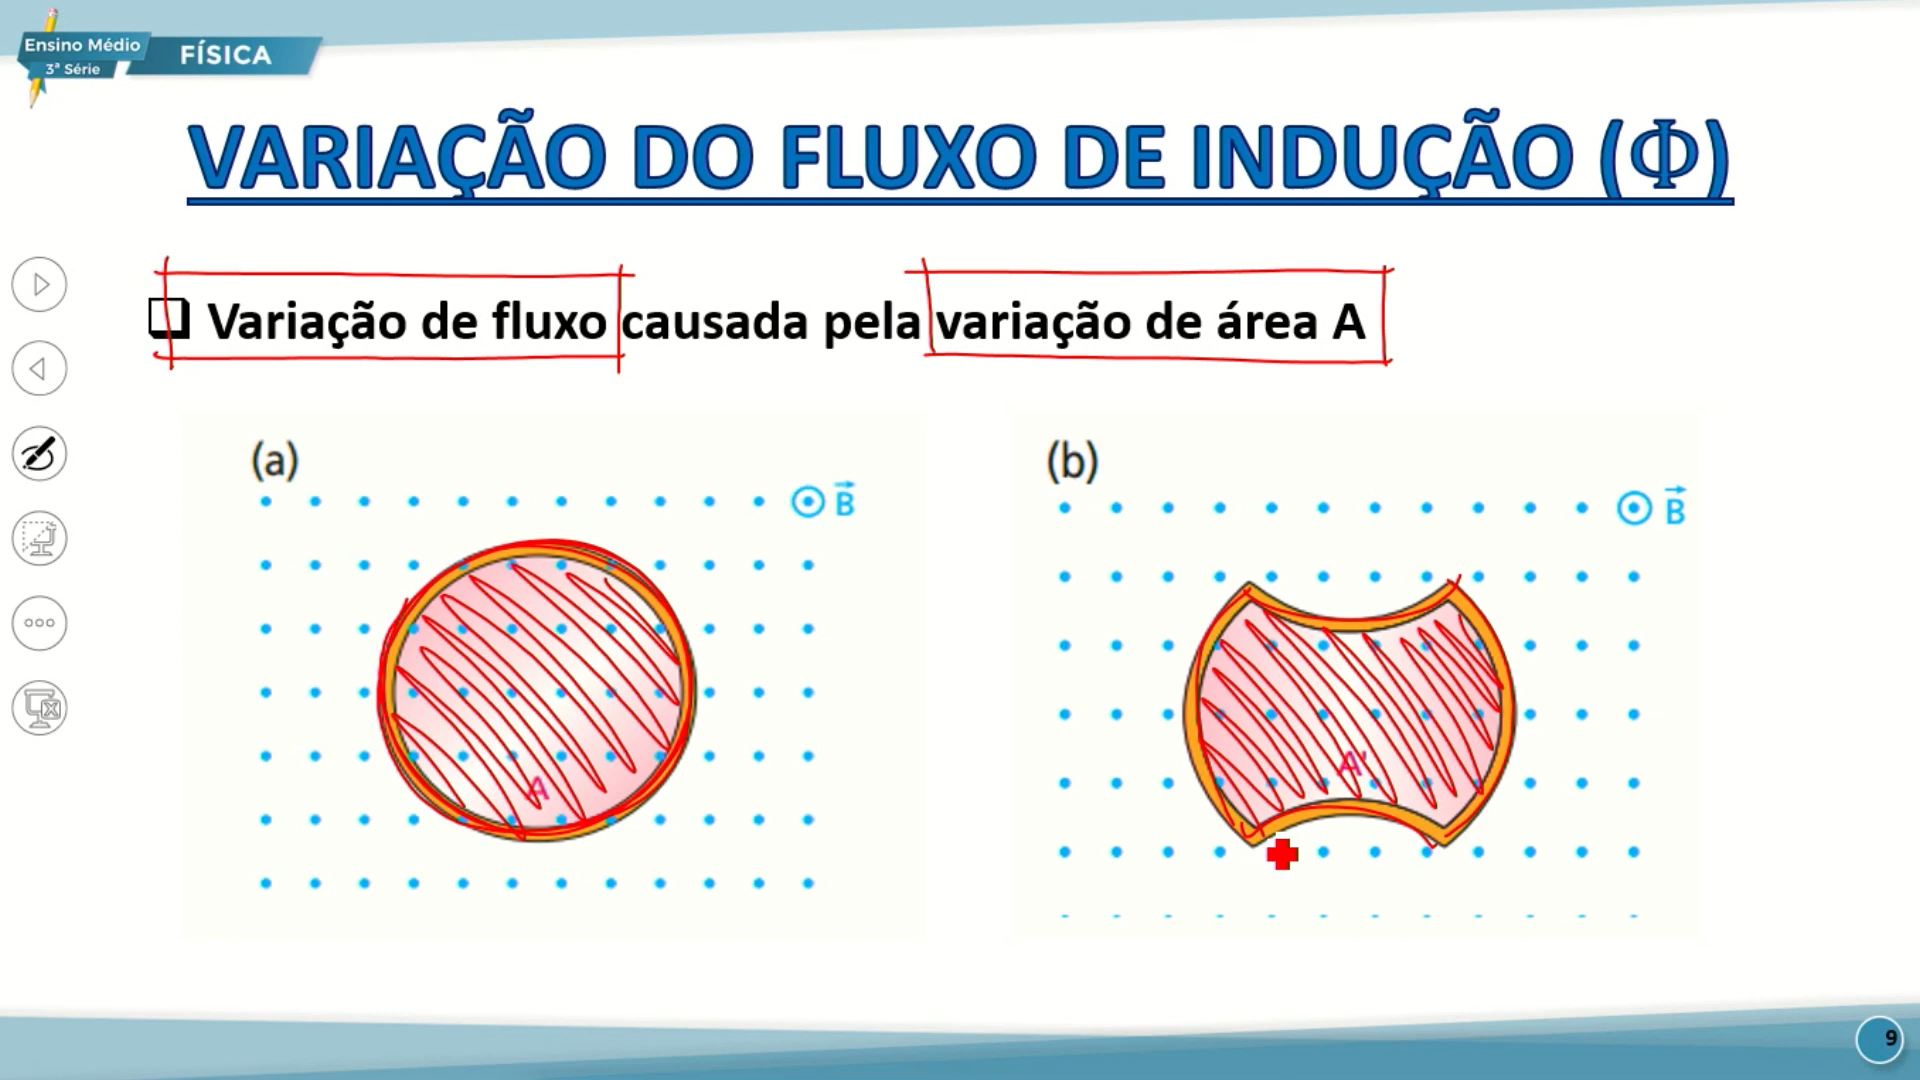 Ensino Médio
3ª Série
FÍSICA
VARIAÇÃO DO FLUXO DE INDUÇÃO (Φ)
Variação de fluxo causada pela variação de área A
(a)
B
A
(b)
B
A'
9